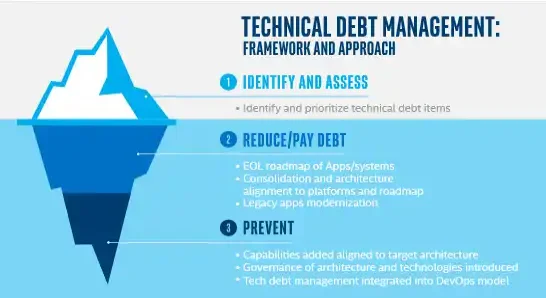 TECHNICAL DEBT MANAGEMENT:
FRAMEWORK AND APPROACH
1 IDENTIFY AND ASSESS
• Identify and prioritize technical debt items
2 REDUCE/PAY DEBT
• EOL roadmap of Apps/systems
• Consolidation and architecture
alignment to platforms and roadmap
• Legacy apps modernization
3 PREVENT
• Capabilities added aligned to target architecture
• Governance of architecture and technologies introduced
• Tech debt management integrated into DevOps model